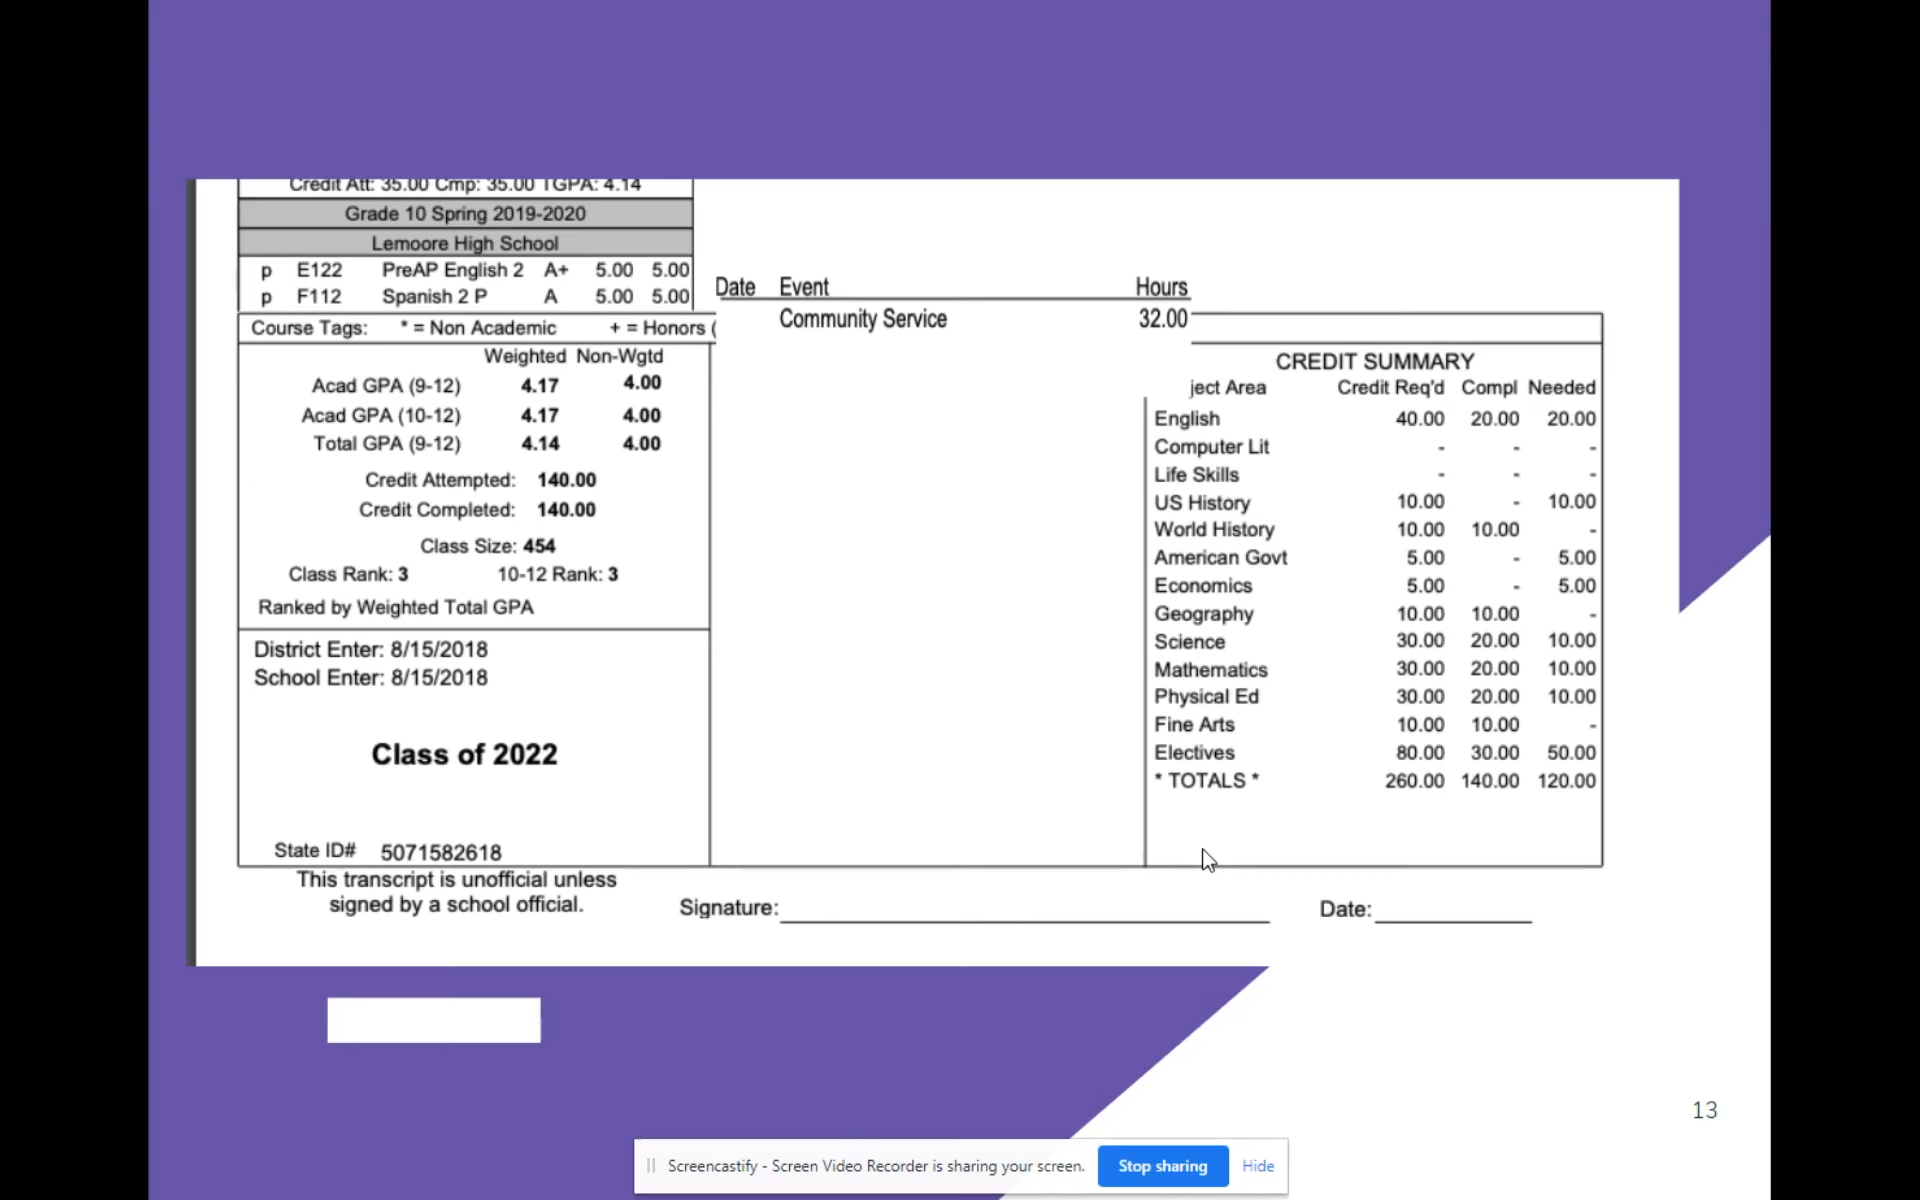 Credit Att: 35.00 Cmp: 35.00 TGPA: 4.14
Grade 10 Spring 2019-2020
Lemoore High School
p E122 PreAP English 2 A+ 5.00 5.00
p F112 Spanish 2 P A 5.00 5.00
Course Tags: * = Non Academic + = Honors (
Weighted Non-Wgtd
Acad GPA (9-12) 4.17 4.00
Acad GPA (10-12) 4.17 4.00
Total GPA (9-12) 4.14 4.00
Credit Attempted: 140.00
Credit Completed: 140.00
Class Size: 454
Class Rank: 3 10-12 Rank: 3
Ranked by Weighted Total GPA
District Enter: 8/15/2018
School Enter: 8/15/2018
Class of 2022
State ID# 5071582618
This transcript is unofficial unless
signed by a school official.
Date Event Hours
Community Service 32.00
CREDIT SUMMARY
ject Area Credit Req'd Compl Needed
English 40.00 20.00 20.00
Computer Lit - - -
Life Skills - - -
US History 10.00 - 10.00
World History 10.00 10.00 -
American Govt 5.00 - 5.00
Economics 5.00 - 5.00
Geography 10.00 10.00 -
Science 30.00 20.00 10.00
Mathematics 30.00 20.00 10.00
Physical Ed 30.00 20.00 10.00
Fine Arts 10.00 10.00 -
Electives 80.00 30.00 50.00
* TOTALS * 260.00 140.00 120.00
Signature: Date:
13
Screencastify - Screen Video Recorder is sharing your screen. Stop sharing Hide